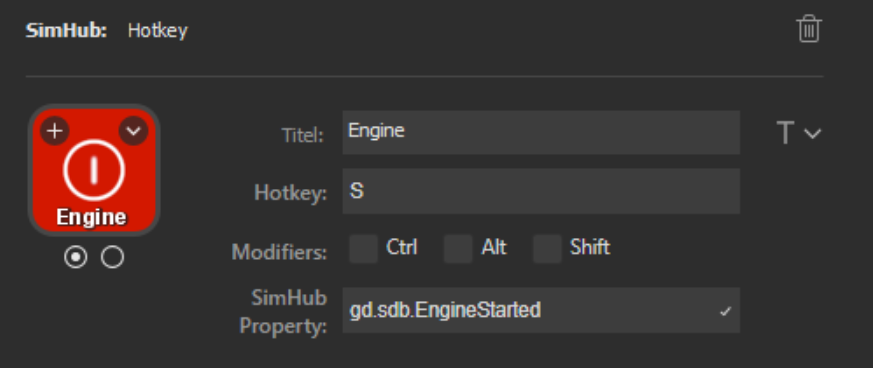 SimHub: Hotkey
Engine
Titel: Engine
Hotkey: S
Modifiers: Ctrl Alt Shift
SimHub
Property: gd.sdb.EngineStarted
T